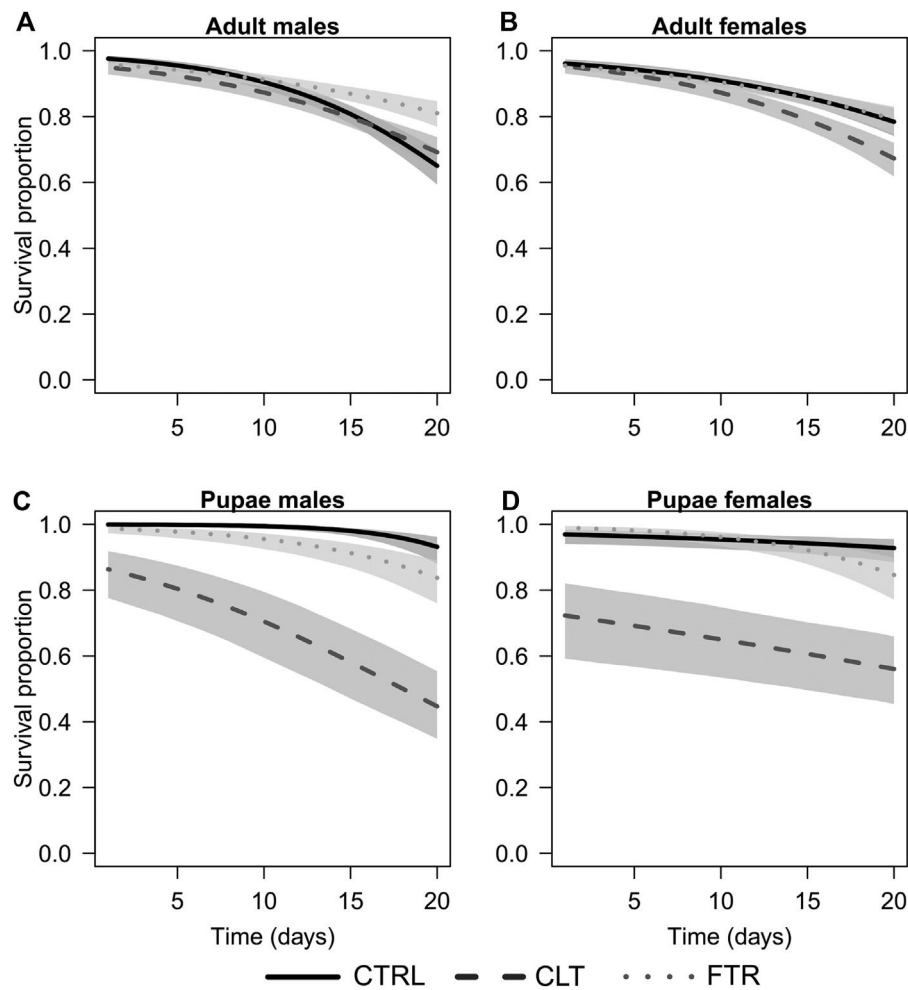 A Adult males
B Adult females
Survival proportion
1.0
0.8
0.6
0.4
0.2
0.0
5 10 15 20
1.0
0.8
0.6
0.4
0.2
0.0
5 10 15 20
C Pupae males
D Pupae females
Survival proportion
1.0
0.8
0.6
0.4
0.2
0.0
5 10 15 20
Time (days)
1.0
0.8
0.6
0.4
0.2
0.0
5 10 15 20
Time (days)
CTRL CLT FTR